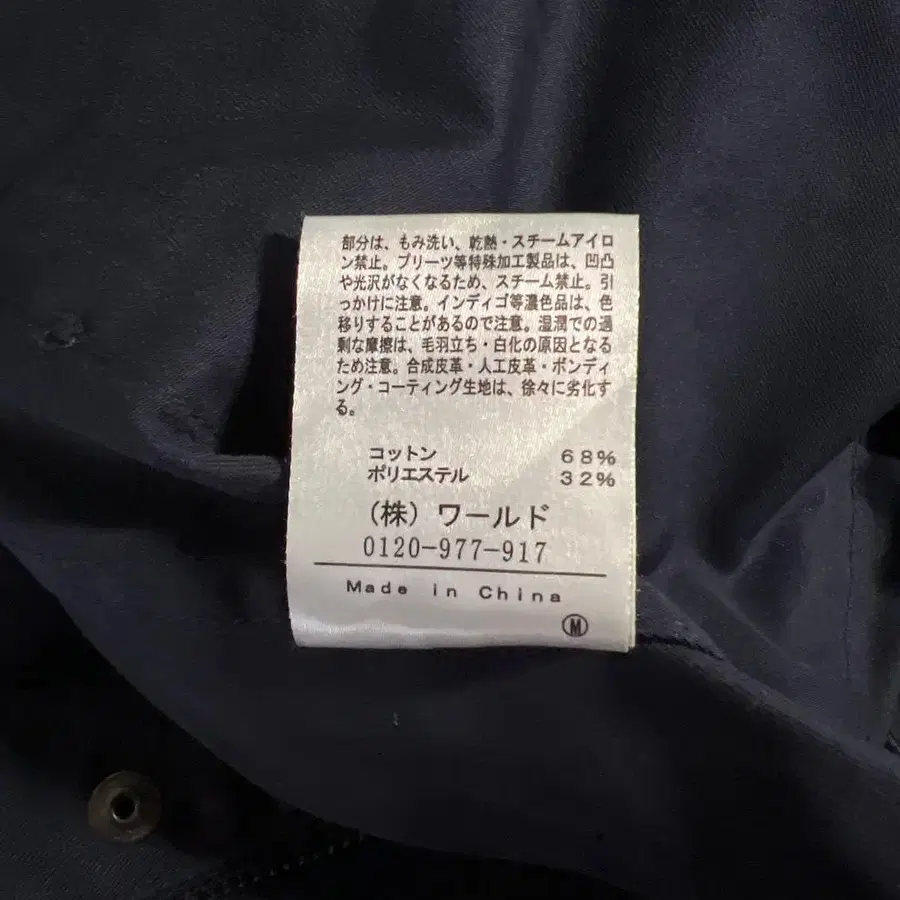 部分は、もみ洗い、乾熱・スチームアイロ
ン禁止。プリーツ等特殊加工製品は、凹凸
や光沢がなくなるため、スチーム禁止。引
っかけに注意。インディゴ等濃色品は、色
移りすることがあるので注意。湿潤での過
剰な摩擦は、毛羽立ち・白化の原因となる
ため注意。合成皮革・人工皮革・ボンディ
ング・コーティング生地は、徐々に劣化す
る。
コットン 68%
ポリエステル 32%
(株)ワールド
0120-977-917
Made in China
Ⓜ